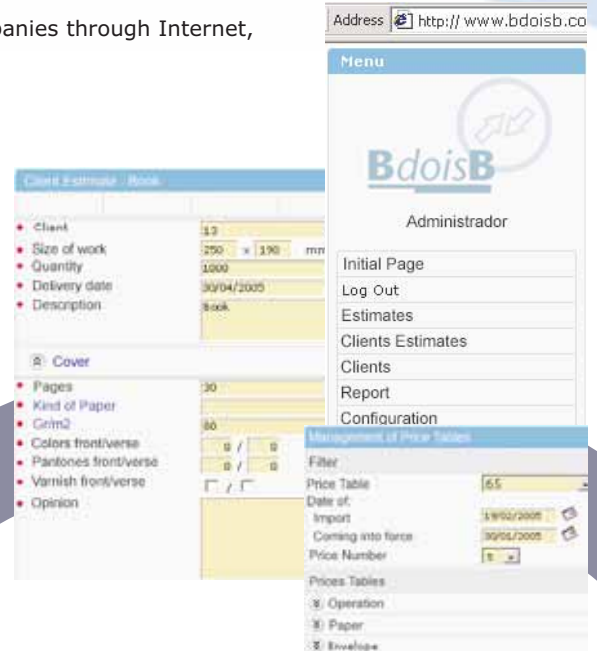 panies through Internet,
Address http:// www.bdoisb.co
Menu
BdoisB
Administrador
Initial Page
Log Out
Estimates
Clients Estimates
Clients
Report
Configuration
Client Estimate - Book
Client 13
Size of work 250 x 190 mm
Quantity 1000
Delivery date 30/04/2005
Description Book
Cover
Pages 30
Kind of Paper
Gr/m2 80
Colors front/verse 0 / 0
Pantones front/verse 0 / 0
Varnish front/verse /
Opinion
Management of Price Tables
Filter
Price Table 65
Date of:
Import 19/02/2005
Coming into force 30/01/2005
Price Number
Prices Tables
Operation
Paper
Envelope